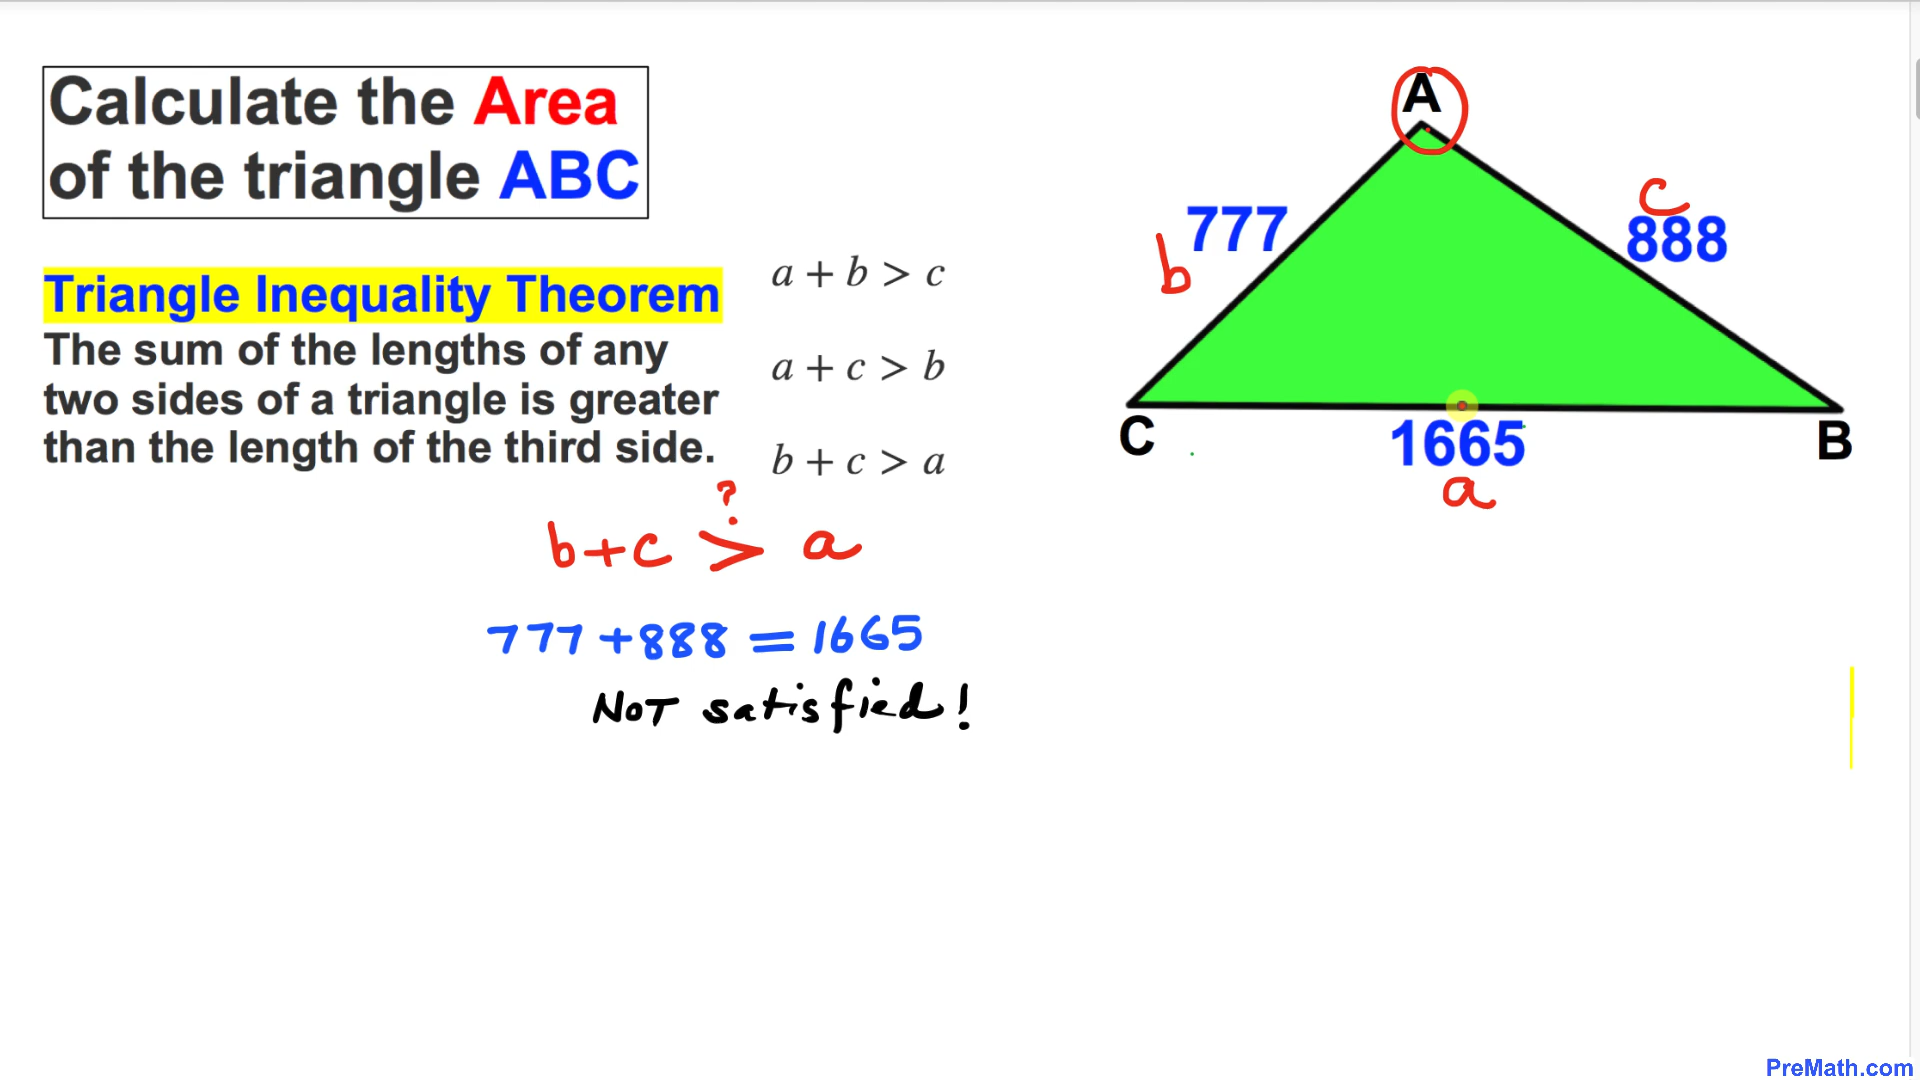 Calculate the Area
of the triangle ABC
Triangle Inequality Theorem
The sum of the lengths of any
two sides of a triangle is greater
than the length of the third side.
a + b > c
a + c > b
b + c > a
?
b+c > a
777 + 888 = 1665
NOT satisfied!
A
c
777
888
b
C
1665
B
a
PreMath.com